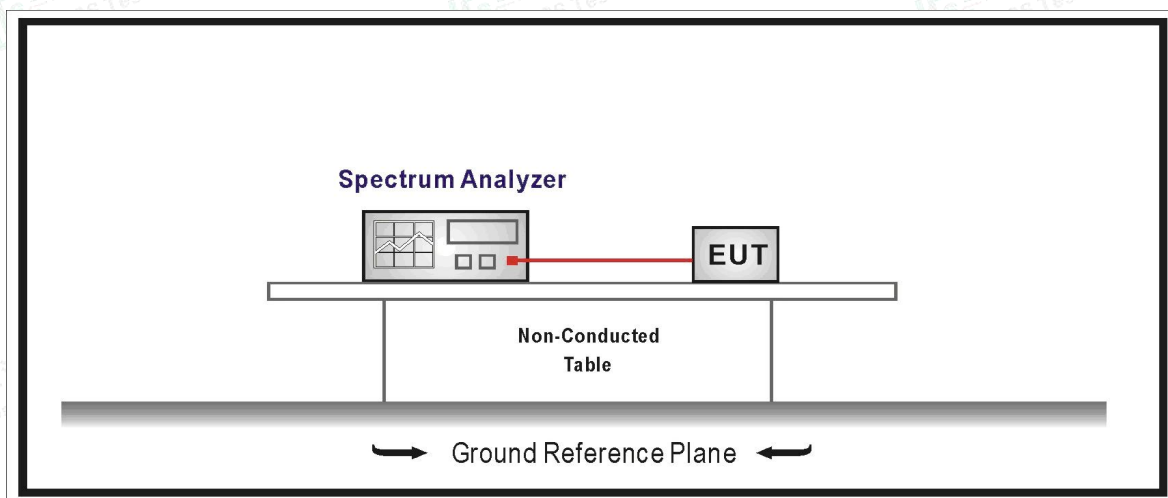 Spectrum Analyzer
EUT
Non-Conducted
Table
Ground Reference Plane